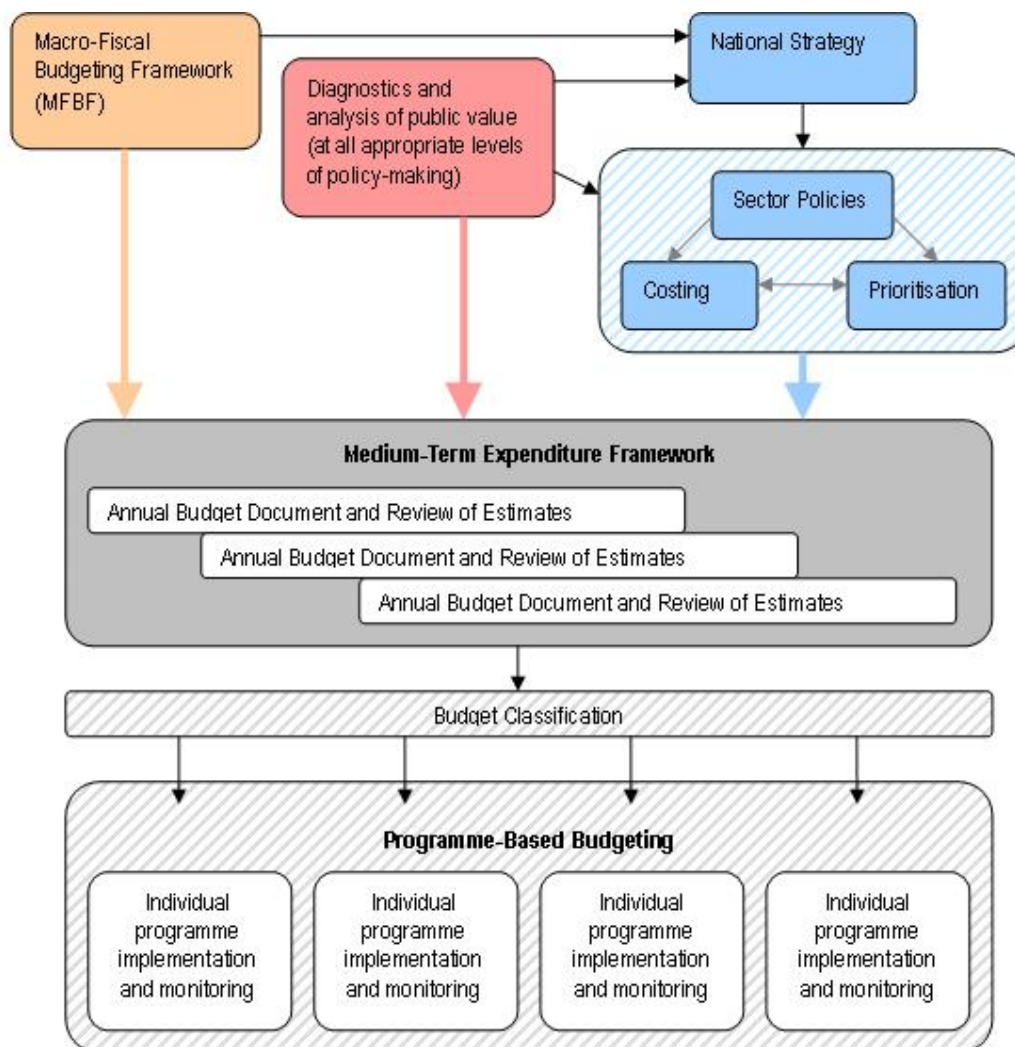 Macro-Fiscal
Budgeting Framework
(MFBF)
National Strategy
Diagnostics and
analysis of public value
(at all appropriate levels
of policy-making)
Sector Policies
Costing
Prioritisation
Medium-Term Expenditure Framework
Annual Budget Document and Review of Estimates
Annual Budget Document and Review of Estimates
Annual Budget Document and Review of Estimates
Budget Classification
Programme-Based Budgeting
Individual
programme
implementation
and monitoring
Individual
programme
implementation
and monitoring
Individual
programme
implementation
and monitoring
Individual
programme
implementation
and monitoring